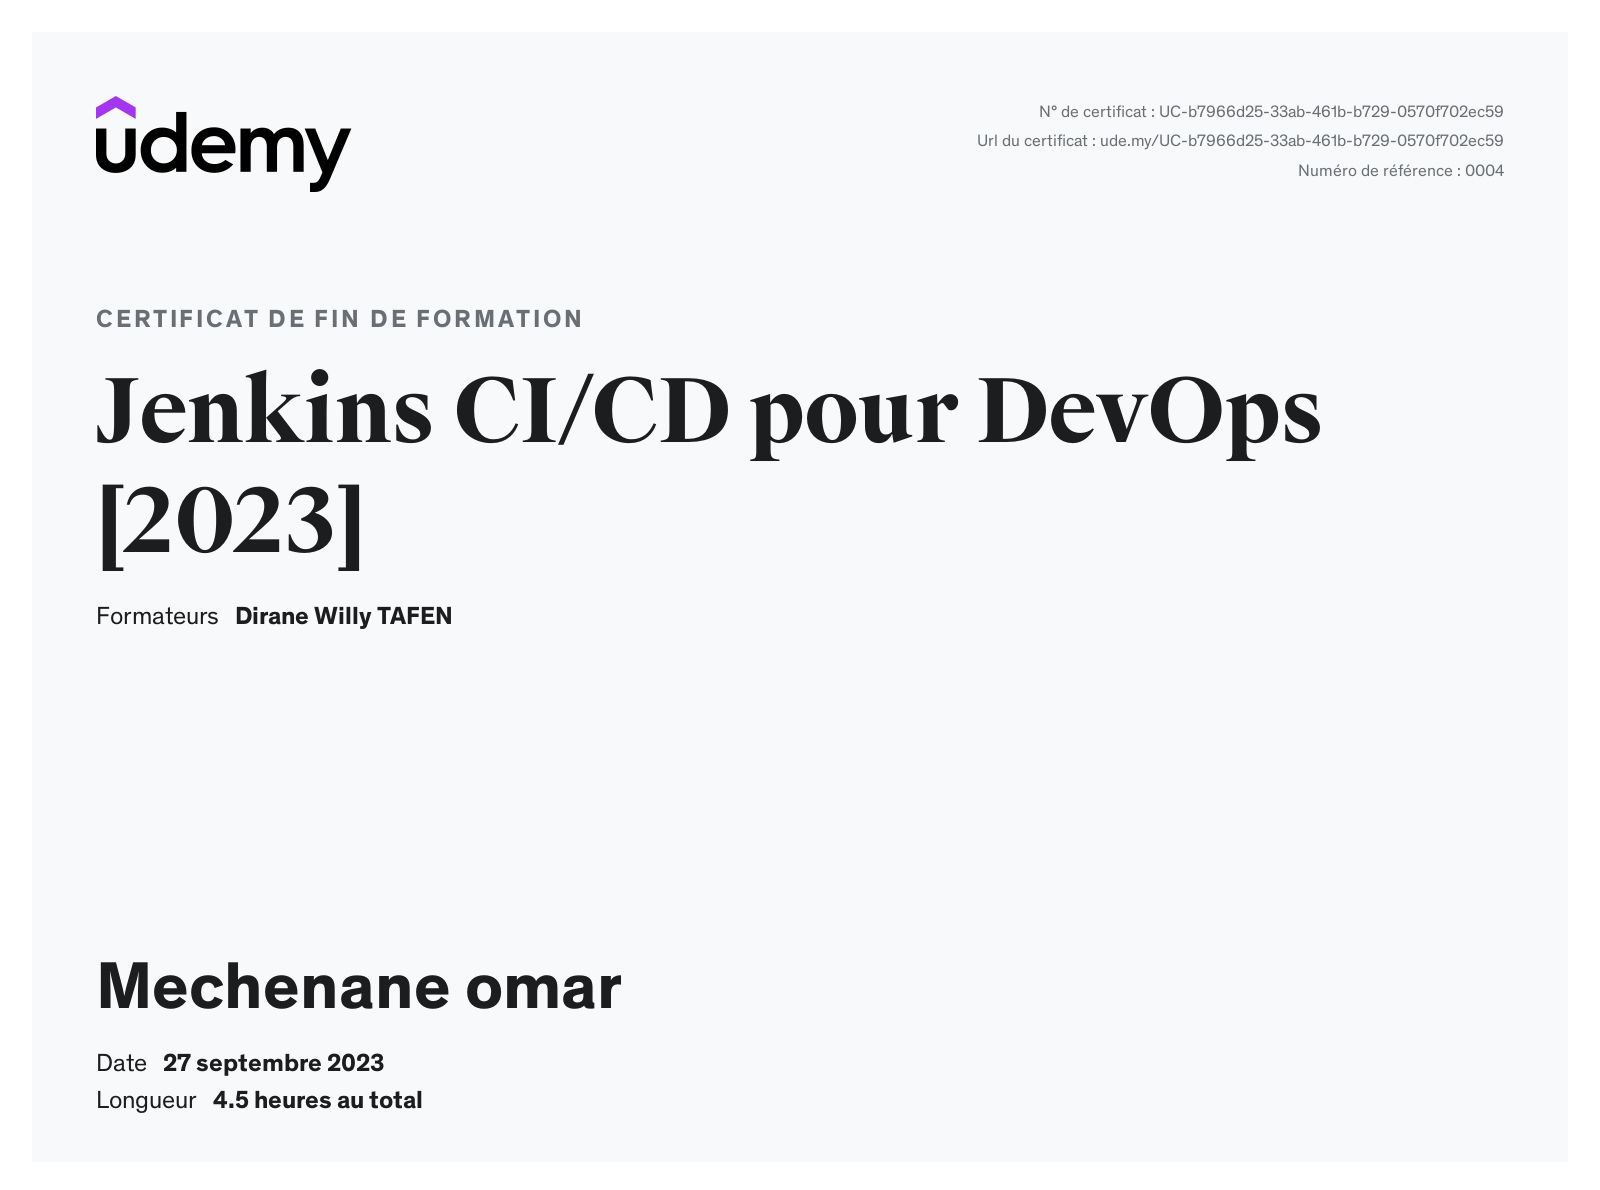 udemy
N° de certificat : UC-b7966d25-33ab-461b-b729-0570f702ec59
Url du certificat : ude.my/UC-b7966d25-33ab-461b-b729-0570f702ec59
Numéro de référence : 0004
CERTIFICAT DE FIN DE FORMATION
Jenkins CI/CD pour DevOps
[2023]
Formateurs Dirane Willy TAFEN
Mechenane omar
Date 27 septembre 2023
Longueur 4.5 heures au total